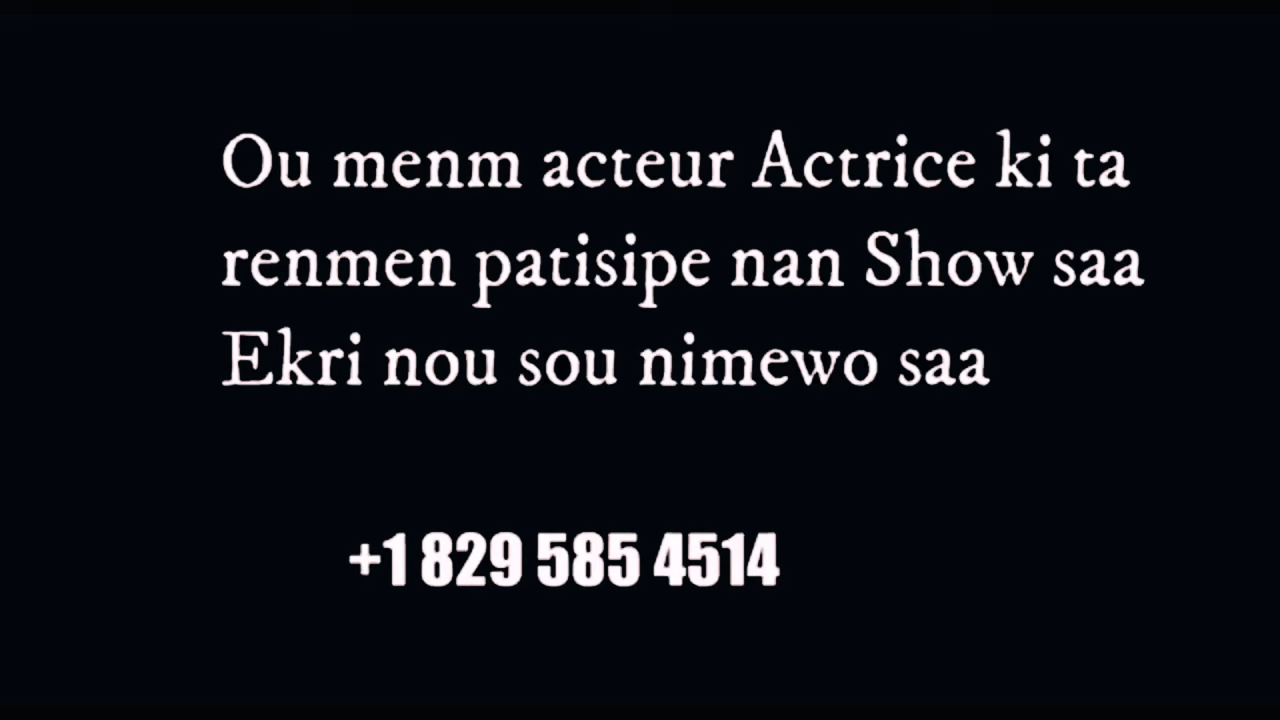 Ou menm acteur Actrice ki ta
renmen patisipe nan Show saa
Ekri nou sou nimewo saa
+1 829 585 4514